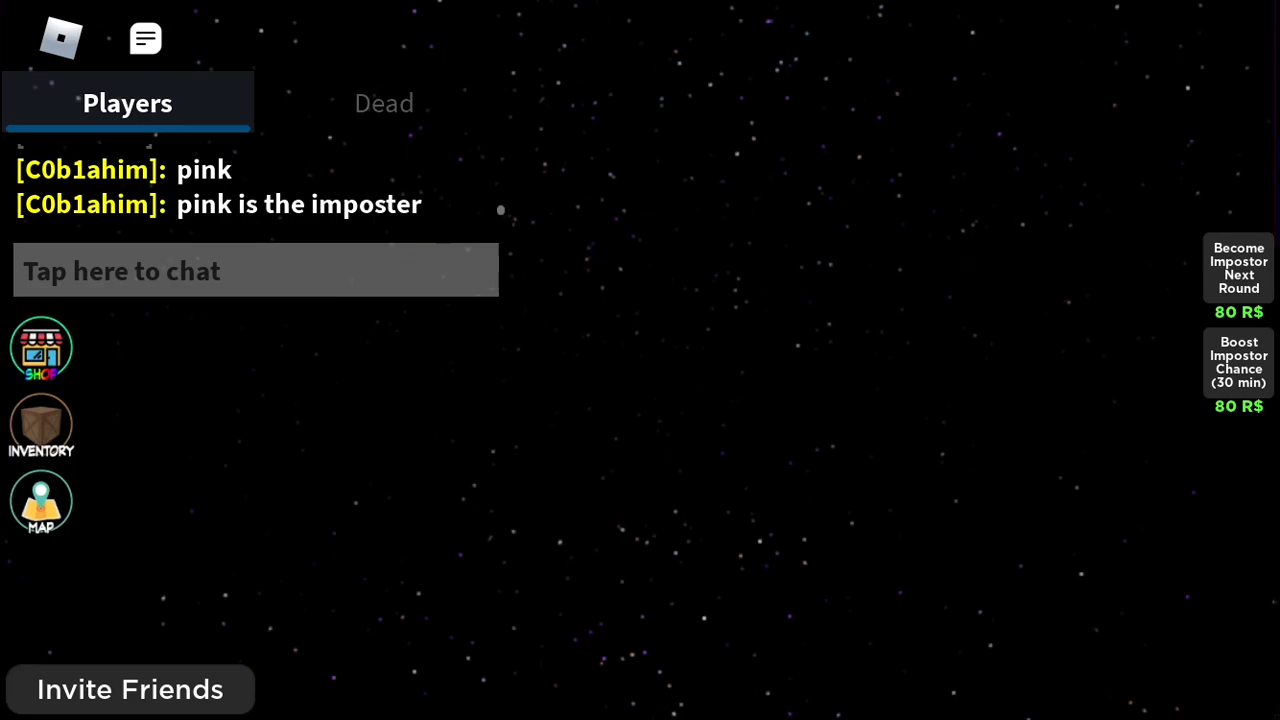 Players
Dead
[C0b1ahim]: pink
[C0b1ahim]: pink is the imposter
Tap here to chat
SHOP
INVENTORY
MAP
Invite Friends
Become
Impostor
Next
Round
80 R$
Boost
Impostor
Chance
(30 min)
80 R$